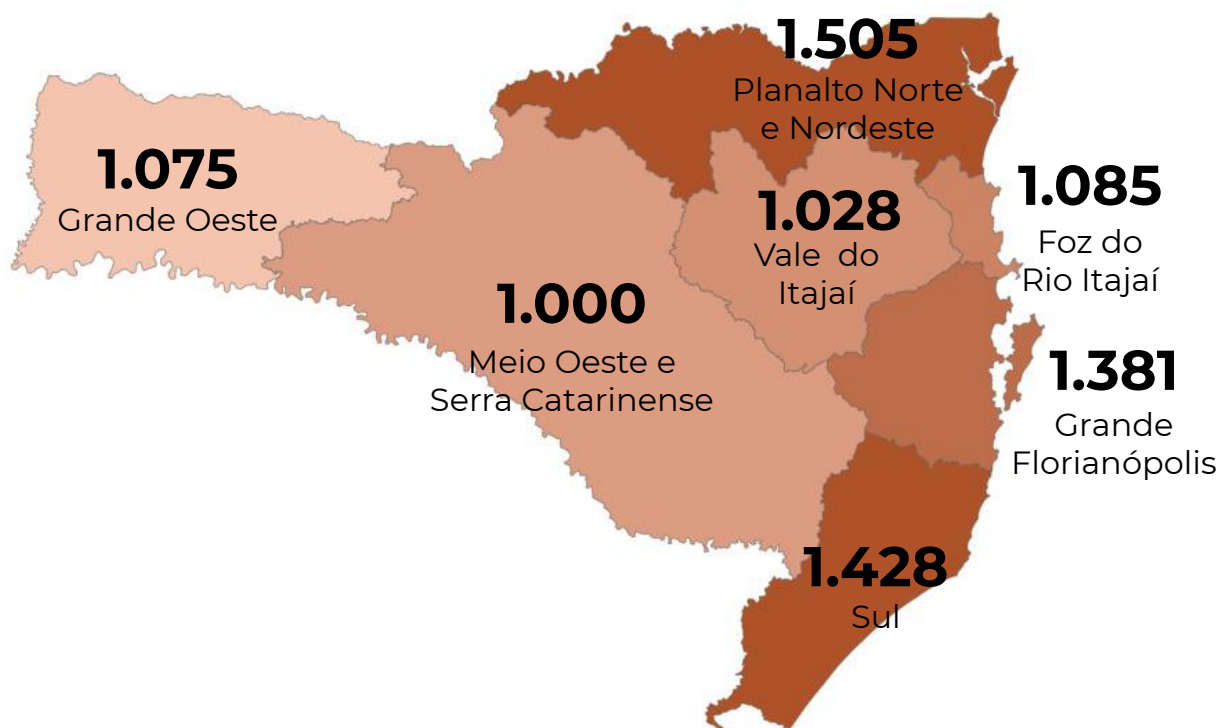 1.505
Planalto Norte
e Nordeste
1.075
Grande Oeste
1.028
Vale do
Itajaí
1.085
Foz do
Rio Itajaí
1.000
Meio Oeste e
Serra Catarinense
1.381
Grande
Florianópolis
1.428
Sul